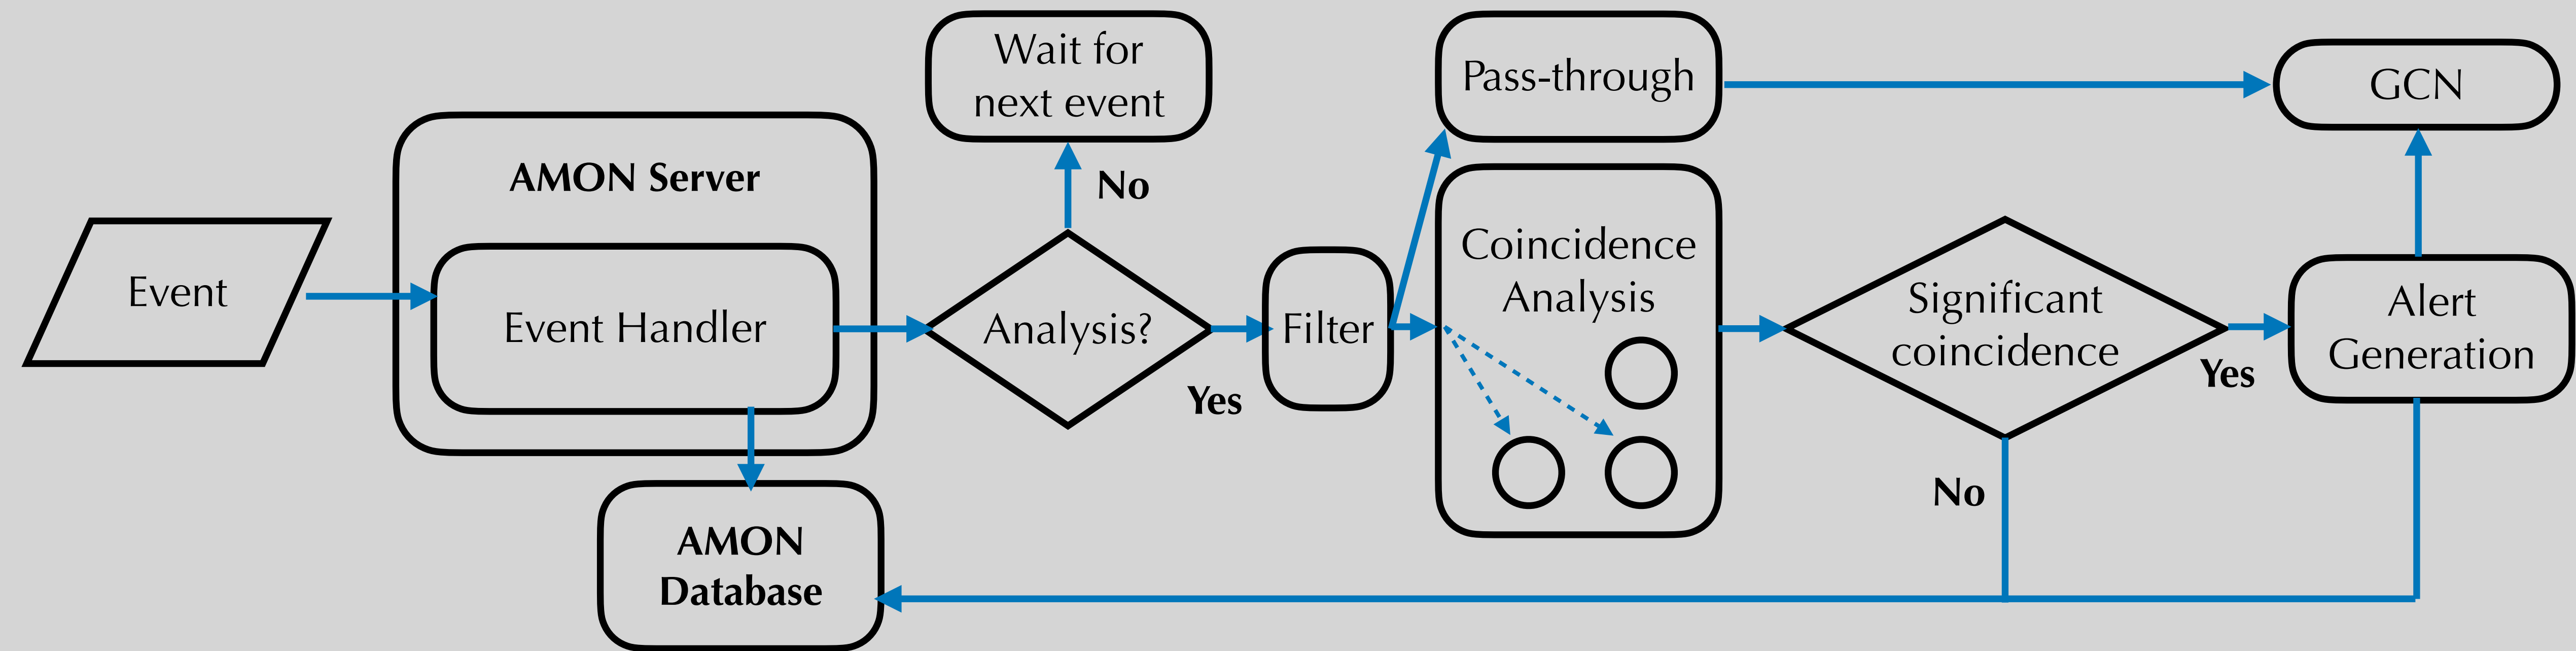 Event
AMON Server
Event Handler
AMON
Database
Wait for
next event
No
Analysis?
Yes
Filter
Pass-through
Coincidence
Analysis
Significant
coincidence
No
Yes
GCN
Alert
Generation